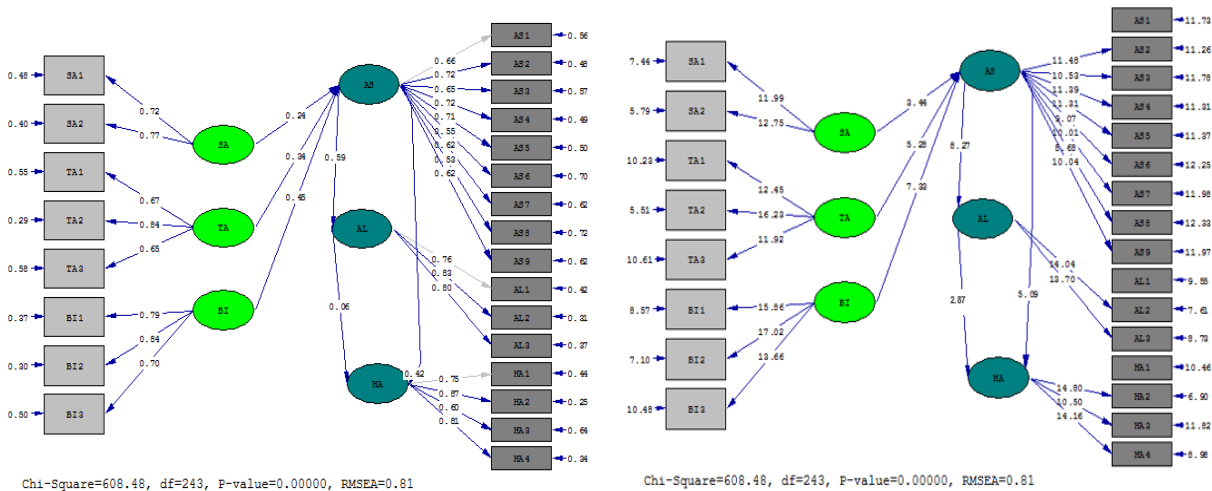 0.48 SA1
0.40 SA2
0.55 TA1
0.29 TA2
0.58 TA3
0.37 BI1
0.30 BI2
0.50 BI3
0.72
0.77
0.67
0.84
0.65
0.79
0.84
0.70
SA
TA
BI
0.24
0.34
0.45
AS
0.59
AL
0.06
0.42
HA
0.66
0.72
0.65
0.72
0.71
0.55
0.62
0.53
0.62
0.76
0.83
0.80
0.75
0.87
0.60
0.81
AS1 0.56
AS2 0.48
AS3 0.57
AS4 0.49
AS5 0.50
AS6 0.70
AS7 0.62
AS8 0.72
AS9 0.62
AL1 0.42
AL2 0.31
AL3 0.37
HA1 0.44
HA2 0.25
HA3 0.64
HA4 0.34
Chi-Square=608.48, df=243, P-value=0.00000, RMSEA=0.81
7.44 SA1
5.79 SA2
10.23 TA1
5.51 TA2
10.61 TA3
8.57 BI1
7.10 BI2
10.48 BI3
11.99
12.75
12.45
16.23
11.92
15.86
17.02
13.66
SA
TA
BI
3.44
5.28
7.33
AS
8.27
AL
2.87
5.09
HA
11.48
10.53
11.39
11.31
9.07
10.01
8.68
10.04
14.04
13.70
14.80
10.50
14.16
AS1 11.73
AS2 11.26
AS3 11.78
AS4 11.31
AS5 11.37
AS6 12.25
AS7 11.98
AS8 12.33
AS9 11.97
AL1 9.55
AL2 7.61
AL3 8.73
HA1 10.46
HA2 6.90
HA3 11.82
HA4 8.98
Chi-Square=608.48, df=243, P-value=0.00000, RMSEA=0.81